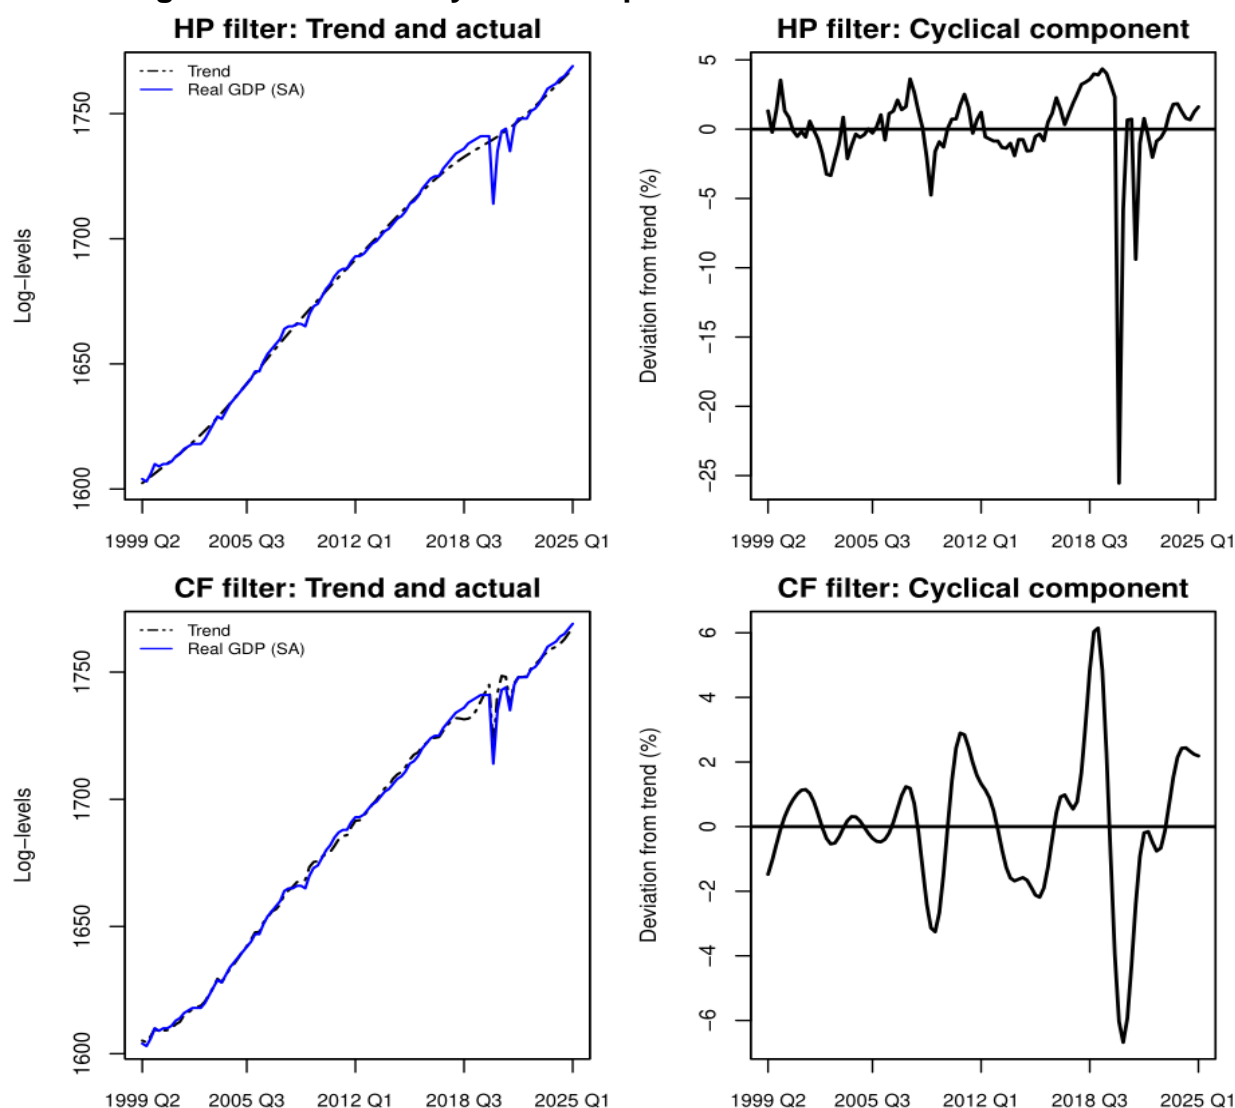 HP filter: Trend and actual
Trend
Real GDP (SA)
Log−levels
1600
1650
1700
1750
1999 Q2
2005 Q3
2012 Q1
2018 Q3
2025 Q1
HP filter: Cyclical component
Deviation from trend (%)
5
0
−5
−10
−15
−20
−25
1999 Q2
2005 Q3
2012 Q1
2018 Q3
2025 Q1
CF filter: Trend and actual
Trend
Real GDP (SA)
Log−levels
1600
1650
1700
1750
1999 Q2
2005 Q3
2012 Q1
2018 Q3
2025 Q1
CF filter: Cyclical component
Deviation from trend (%)
6
4
2
0
−2
−4
−6
1999 Q2
2005 Q3
2012 Q1
2018 Q3
2025 Q1